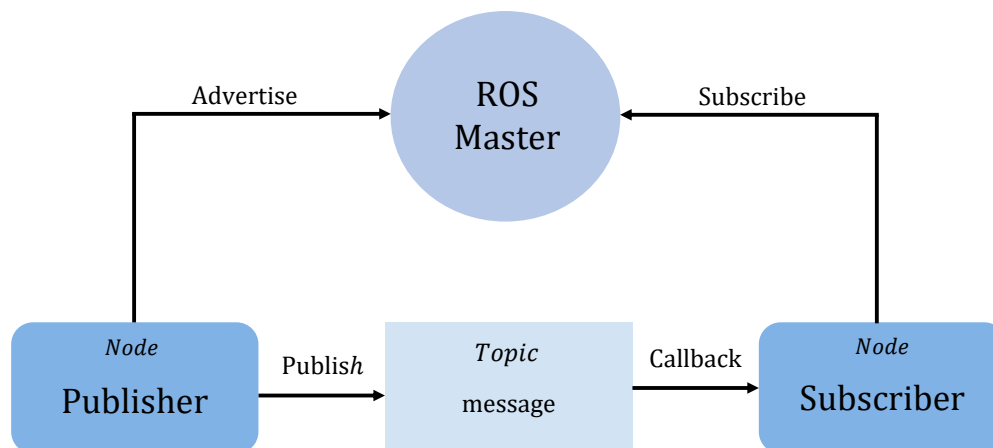 Advertise
ROS
Master
Subscribe
Node
Publisher
Publish
Topic
message
Callback
Node
Subscriber